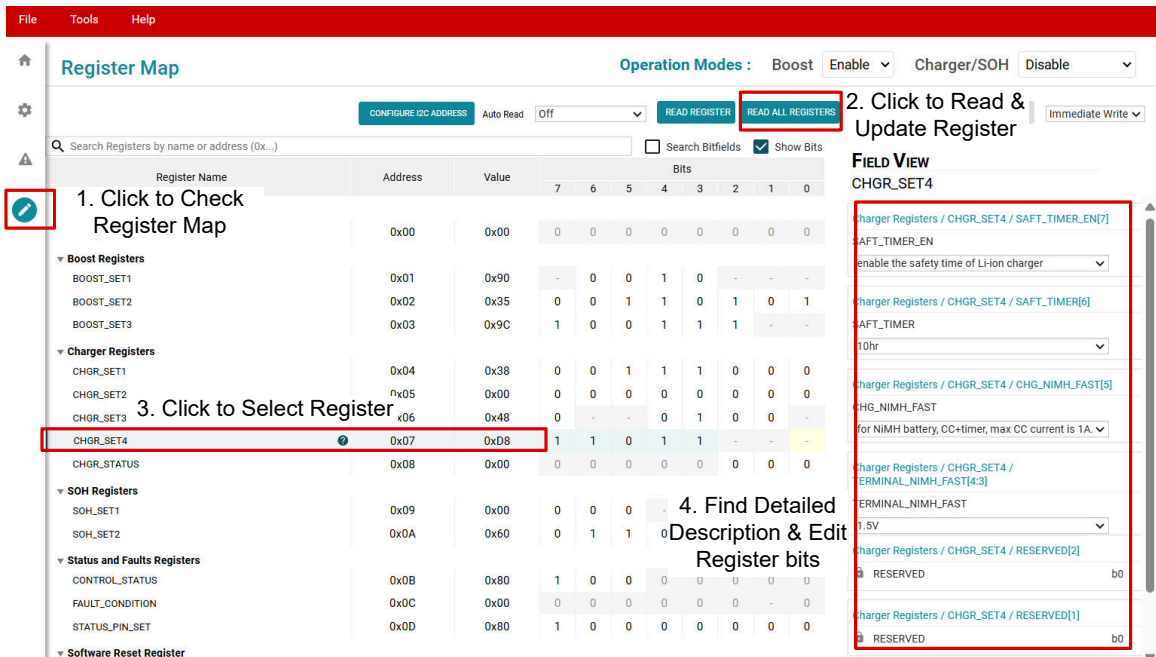 File Tools Help
Register Map
Operation Modes : Boost Enable Charger/SOH Disable
CONFIGURE I2C ADDRESS Auto Read Off READ REGISTER READ ALL REGISTERS
2. Click to Read &
Update Register
Immediate Write
Search Registers by name or address (0x...) Search Bitfields Show Bits
Register Name Address Value Bits
7 6 5 4 3 2 1 0
1. Click to Check
Register Map
0x00 0x00 0 0 0 0 0 0 0 0
Boost Registers
BOOST_SET1 0x01 0x90 - 0 0 1 0 - - -
BOOST_SET2 0x02 0x35 0 0 1 1 0 1 0 1
BOOST_SET3 0x03 0x9C 1 0 0 1 1 1 - -
Charger Registers
CHGR_SET1 0x04 0x38 0 0 1 1 1 0 0 0
CHGR_SET2 0x05 0x00 0 0 0 0 0 0 0 0
3. Click to Select Register
CHGR_SET3 x06 0x48 0 - - 0 1 0 0 -
CHGR_SET4 ? 0x07 0xD8 1 1 0 1 1 - - -
CHGR_STATUS 0x08 0x00 0 0 0 0 0 0 0 0
SOH Registers
SOH_SET1 0x09 0x00 0 0 0 -
SOH_SET2 0x0A 0x60 0 1 1 0
4. Find Detailed
Description & Edit
Register bits
Status and Faults Registers
CONTROL_STATUS 0x0B 0x80 1 0 0 0 0 0 0 0
FAULT_CONDITION 0x0C 0x00 0 0 0 0 0 0 - 0
STATUS_PIN_SET 0x0D 0x80 1 0 0 0 0 0 0 0
Software Reset Register
FIELD VIEW
CHGR_SET4
Charger Registers / CHGR_SET4 / SAFT_TIMER_EN[7]
SAFT_TIMER_EN
enable the safety time of Li-ion charger
Charger Registers / CHGR_SET4 / SAFT_TIMER[6]
SAFT_TIMER
10hr
Charger Registers / CHGR_SET4 / CHG_NIMH_FAST[5]
CHG_NIMH_FAST
for NiMH battery, CC+timer, max CC current is 1A.
Charger Registers / CHGR_SET4 /
TERMINAL_NIMH_FAST[4:3]
TERMINAL_NIMH_FAST
1.5V
Charger Registers / CHGR_SET4 / RESERVED[2]
RESERVED b0
Charger Registers / CHGR_SET4 / RESERVED[1]
RESERVED b0